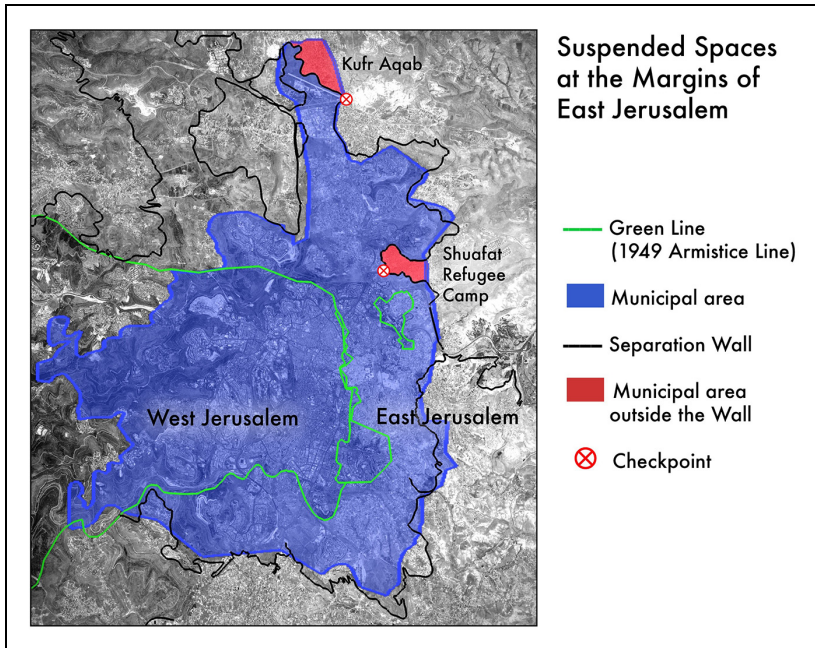 Suspended Spaces
at the Margins of
East Jerusalem
Kufr Aqab
Shuafat
Refugee
Camp
West Jerusalem
East Jerusalem
Green Line
(1949 Armistice Line)
Municipal area
Separation Wall
Municipal area
outside the Wall
Checkpoint